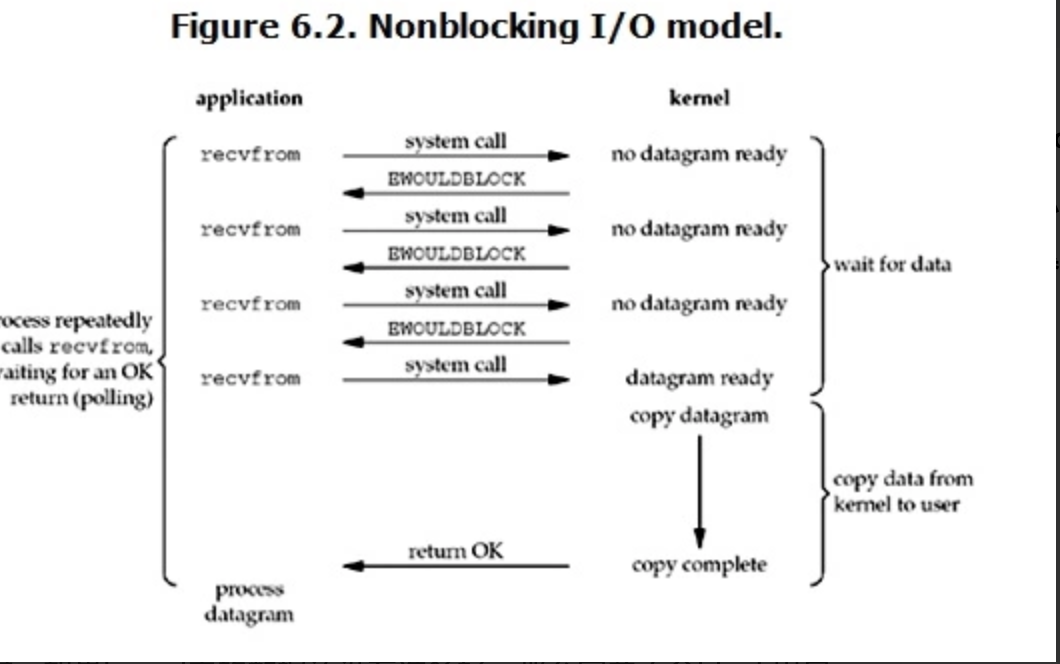 Figure 6.2. Nonblocking I/O model.
application
kernel
recvfrom
system call
no datagram ready
EWOULDBLOCK
recvfrom
system call
no datagram ready
EWOULDBLOCK
wait for data
recvfrom
system call
no datagram ready
EWOULDBLOCK
repeatedly
calls recvfrom,
for an OK
return (polling)
recvfrom
system call
datagram ready
copy datagram
copy data from
kernel to user
return OK
copy complete
process
datagram